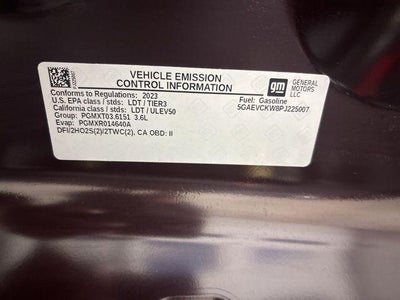 VEHICLE EMISSION
CONTROL INFORMATION
Conforms to Regulations: 2023
U.S. EPA class / stds: LDT / TIER3
California class / stds: LDT / ULEV50
Group: PGMXT03.6151 3.6L
Evap: PGMXR014640A
DFI/2HO2S(2)/2TWC(2), CA OBD: II
gm
GENERAL
MOTORS
LLC
Fuel: Gasoline
5GAEVCKW8PJ225007